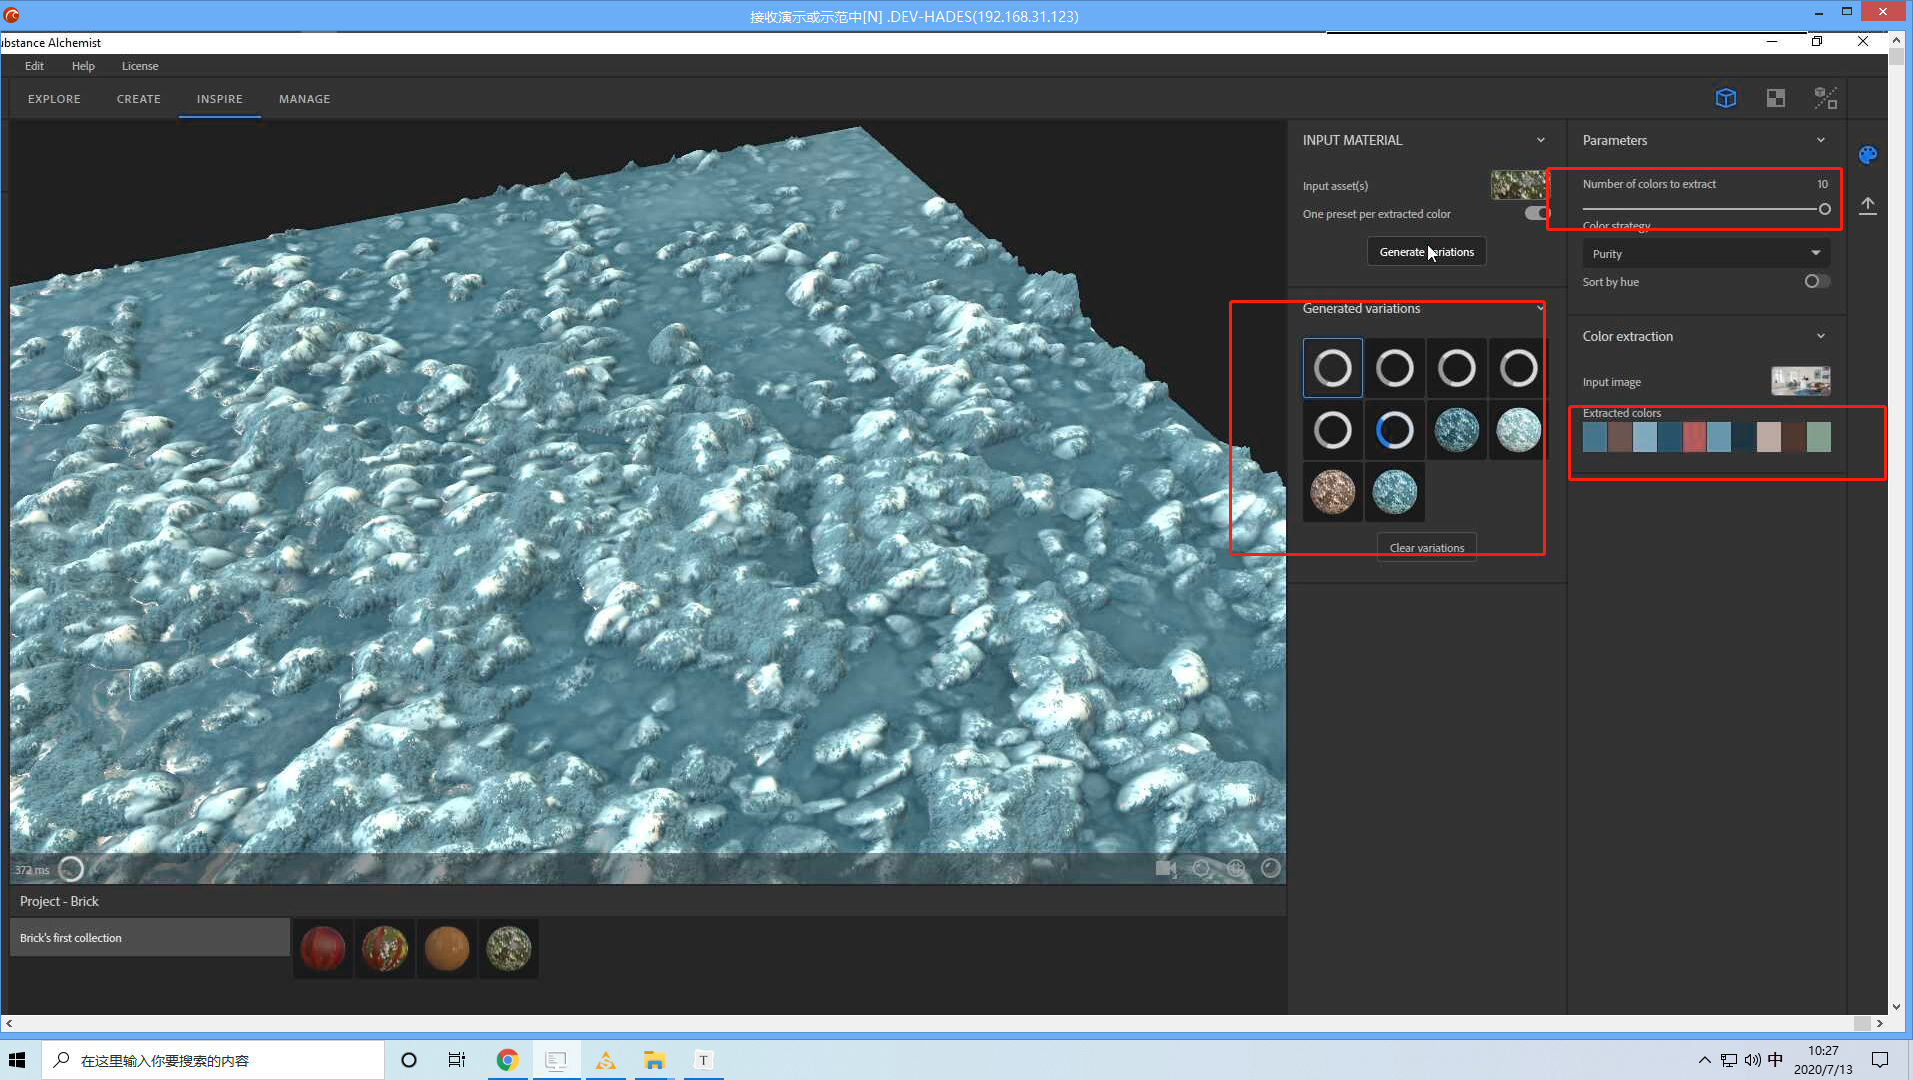 接收演示或示范中[N] .DEV-HADES(192.168.31.123)
ubstance Alchemist
Edit Help License
EXPLORE CREATE INSPIRE MANAGE
INPUT MATERIAL
Input asset(s)
One preset per extracted color
Generate variations
Generated variations
Clear variations
Parameters
Number of colors to extract 10
Color strategy
Purity
Sort by hue
Color extraction
Input image
Extracted colors
372 ms
Project - Brick
Brick's first collection
在这里输入你要搜索的内容
T
中
10:27
2020/7/13